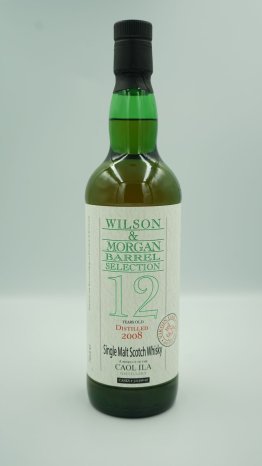 WILSON
&
MORGAN
BARREL
SELECTION
12
YEARS OLD
DISTILLED
2008
Single Malt Scotch Whisky
CAOL ILA